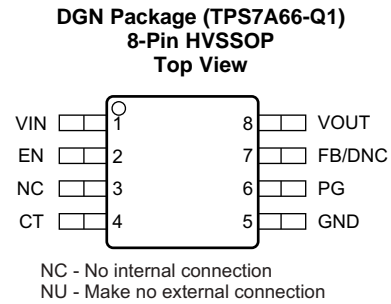 DGN Package (TPS7A66-Q1)
8-Pin HVSSOP
Top View
VIN 1 8 VOUT
EN 2 7 FB/DNC
NC 3 6 PG
CT 4 5 GND
NC - No internal connection
NU - Make no external connection